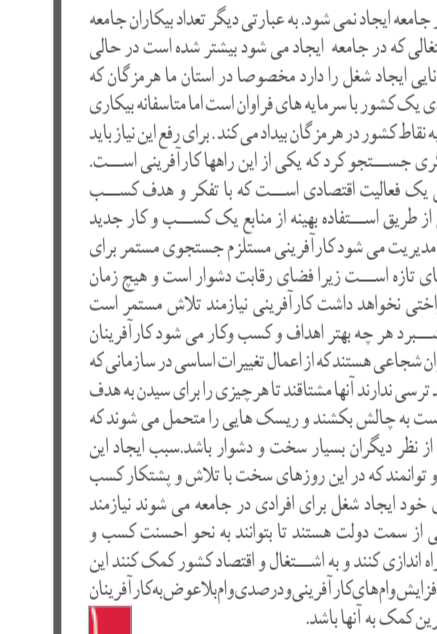 جامعه ایجاد نمی شود. به عبارتی دیگر تعداد بیکاران جامعه
تغالی که در جامعه ایجاد می شود بیشتر شده است در حالی
نایی ایجاد شغل را دارد مخصوصا در استان ما هرمزگان که
ی یک کشور با سرمایه های فراوان است اما متاسفانه بیکاری
به نقاط کشور در هرمزگان بیداد می کند. برای رفع این نیاز باید
ری جستجو کرد که یکی از این راهها کارآفرینی است.
یک فعالیت اقتصادی است که با تفکر و هدف کسب
از طریق استفاده بهینه از منابع یک کسب و کار جدید
مدیریت می شود کارآفرینی مستلزم جستجوی مستمر برای
ای تازه است زیرا فضای رقابت دشوار است و هیچ زمان
اختی نخواهد داشت کارآفرینی نیازمند تلاش مستمر است
برد هر چه بهتر اهداف و کسب وکار می شود کارآفرینان
ان شجاعی هستند که از اعمال تغییرات اساسی در سازمانی که
ترسی ندارند آنها مشتاقند تا هر چیزی را برای سیدن به هدف
ست به چالش بکشند و ریسک هایی را متحمل می شوند که
از نظر دیگران بسیار سخت و دشوار باشد.سبب ایجاد این
و توانمند که در این روزهای سخت با تلاش و پشتکار کسب
خود ایجاد شغل برای افرادی در جامعه می شوند نیازمند
ی از سمت دولت هستند تا بتوانند به نحو احسنت کسب و
راه اندازی کنند و به اشتغال و اقتصاد کشور کمک کنند این
فزایش وام های کارآفرینی و درصدی وام بلاعوض به کارآفرینان
رین کمک به آنها باشد.